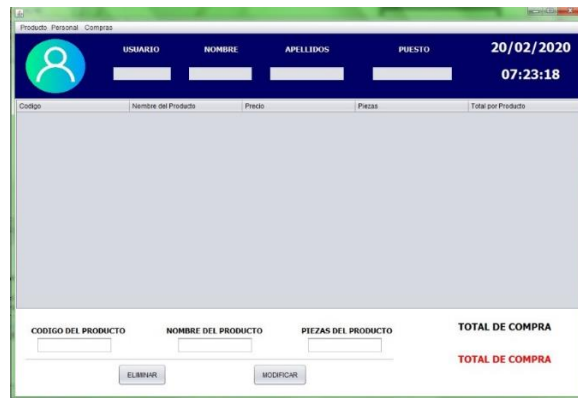 Producto Personal Compras
USUARIO NOMBRE APELLIDOS PUESTO 20/02/2020
07:23:18
Codigo Nombre del Producto Precio Piezas Total por Producto
CODIGO DEL PRODUCTO NOMBRE DEL PRODUCTO PIEZAS DEL PRODUCTO TOTAL DE COMPRA
TOTAL DE COMPRA
ELIMINAR MODIFICAR